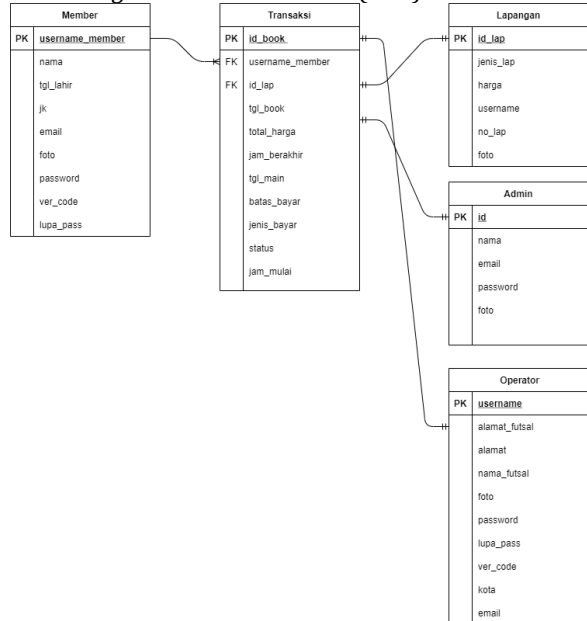 Member
PK username_member
nama
tgl_lahir
jk
email
foto
password
ver_code
lupa_pass
Transaksi
PK id_book
FK username_member
FK id_lap
tgl_book
total_harga
jam_berakhir
tgl_main
batas_bayar
jenis_bayar
status
jam_mulai
Lapangan
PK id_lap
jenis_lap
harga
username
no_lap
foto
Admin
PK id
nama
email
password
foto
Operator
PK username
alamat_futsal
alamat
nama_futsal
foto
password
lupa_pass
ver_code
kota
email